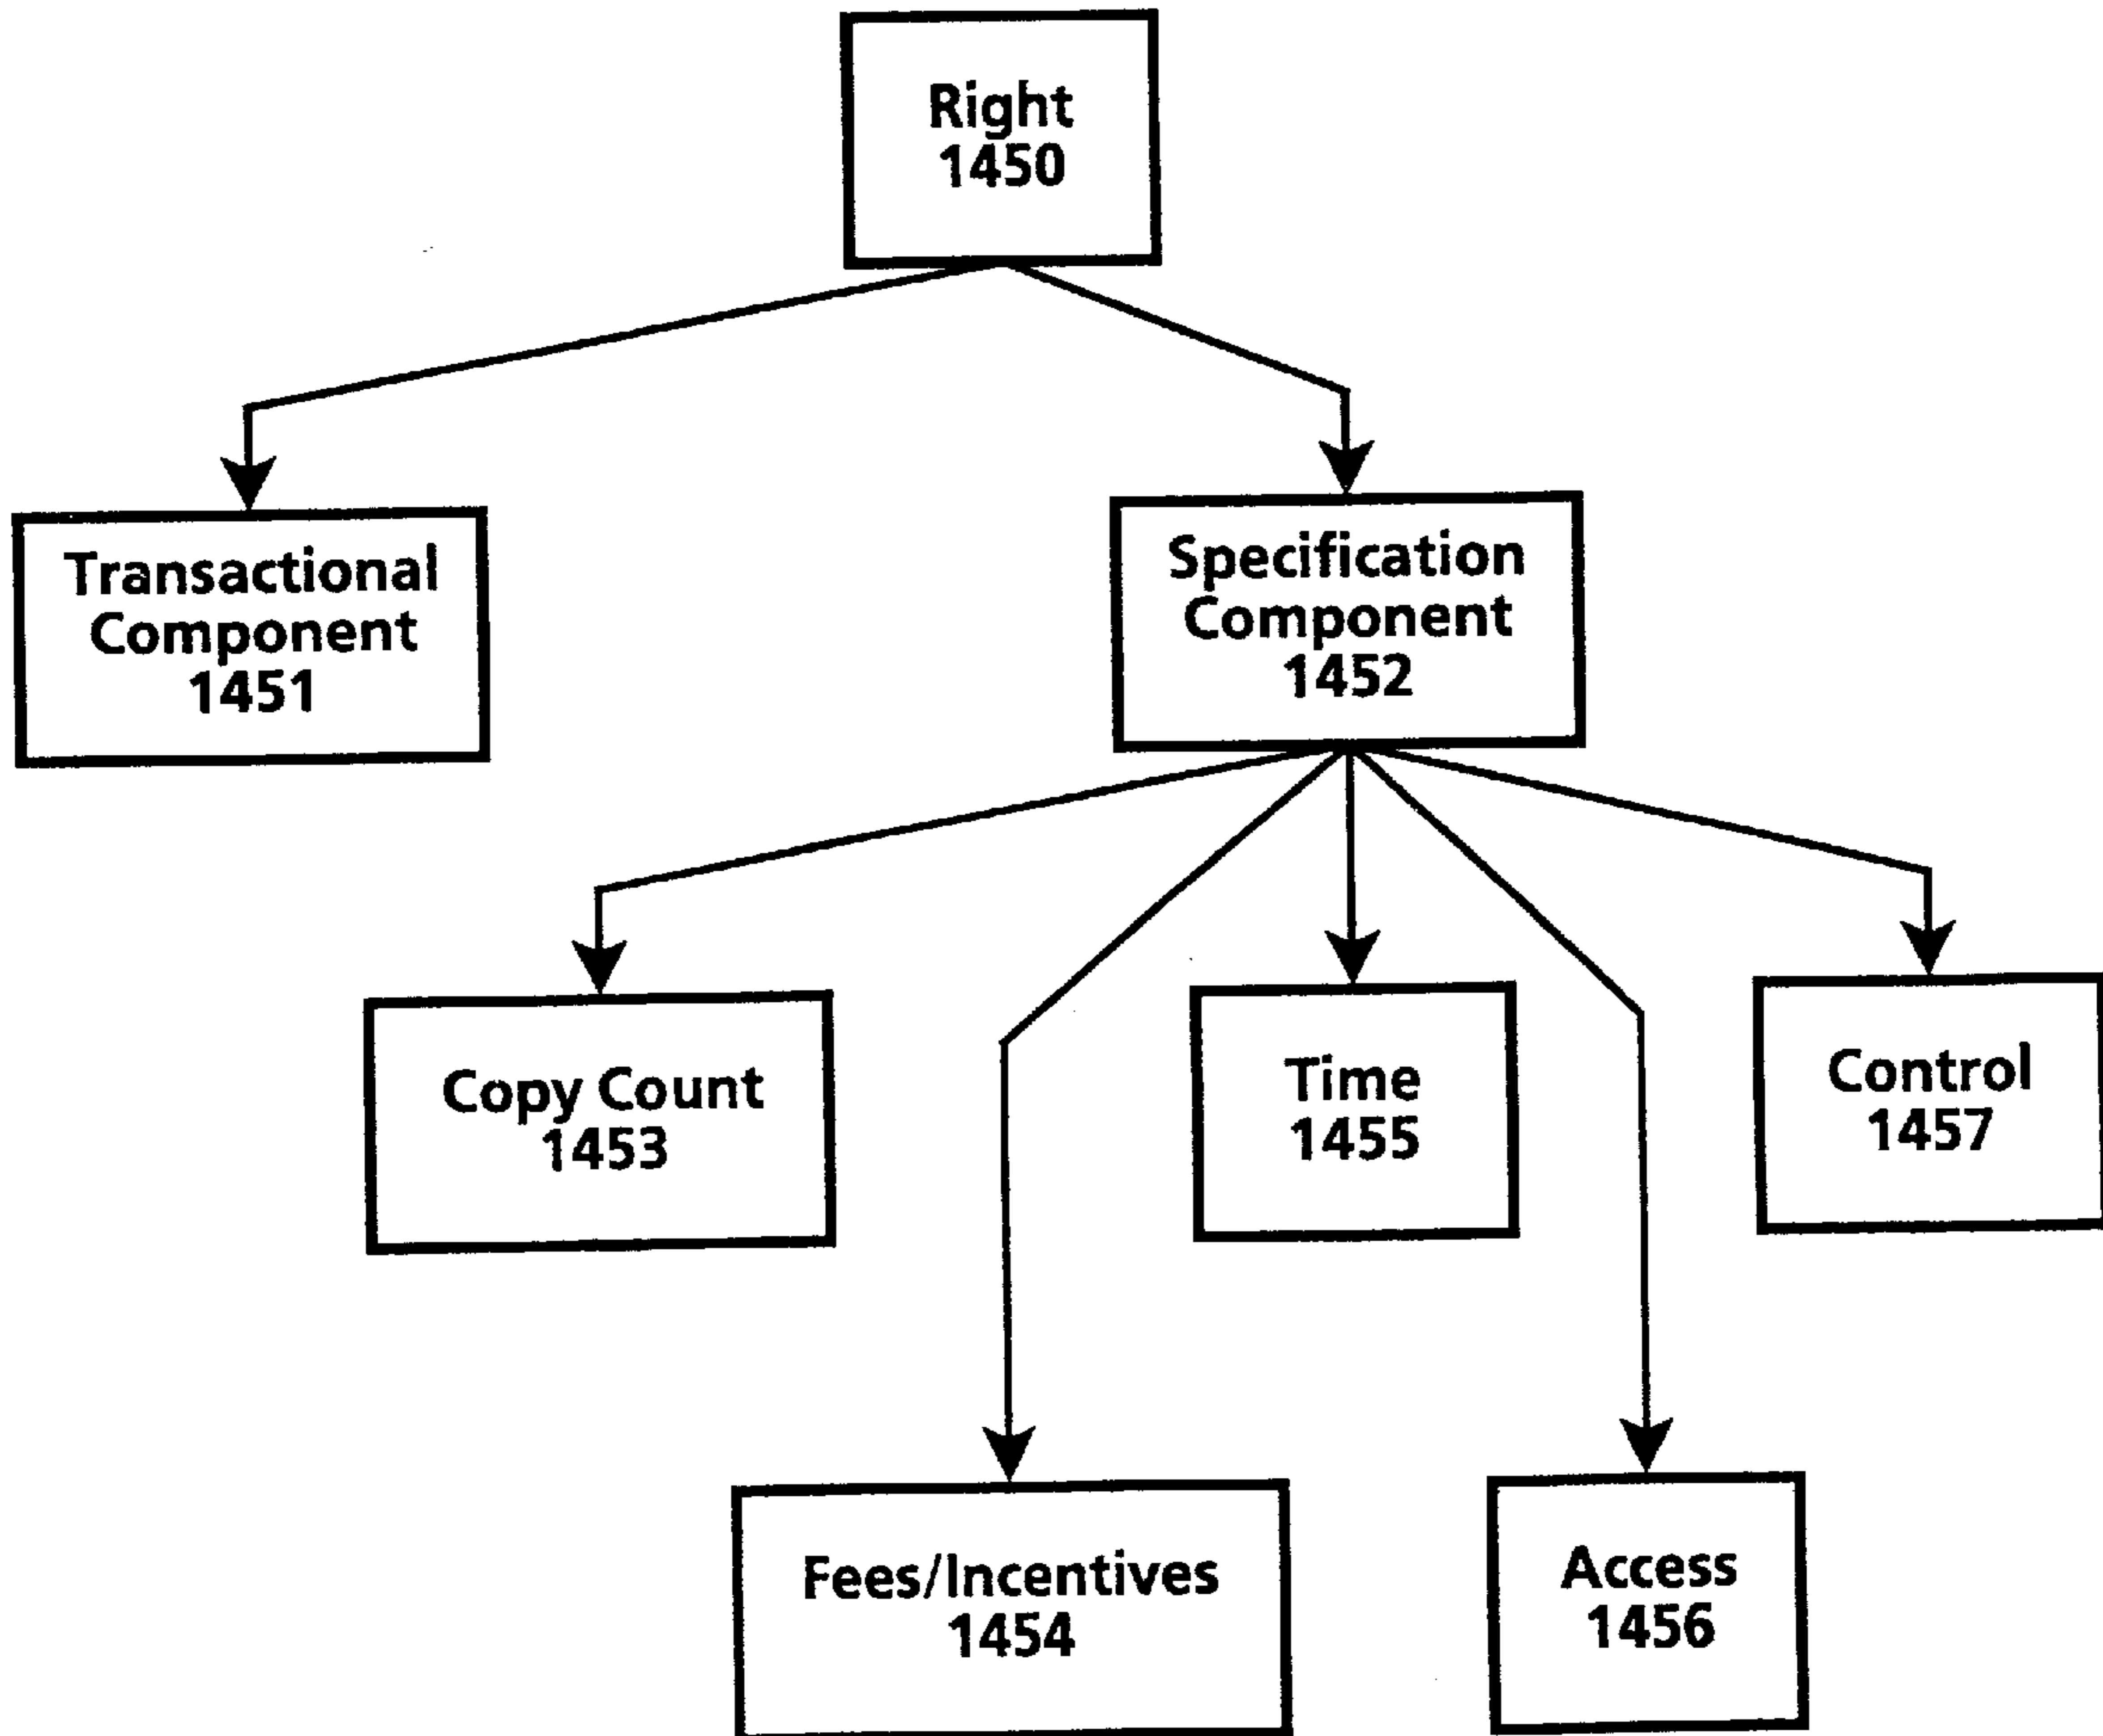 Right
1450
Transactional
Component
1451
Specification
Component
1452
Copy Count
1453
Time
1455
Control
1457
Fees/Incentives
1454
Access
1456